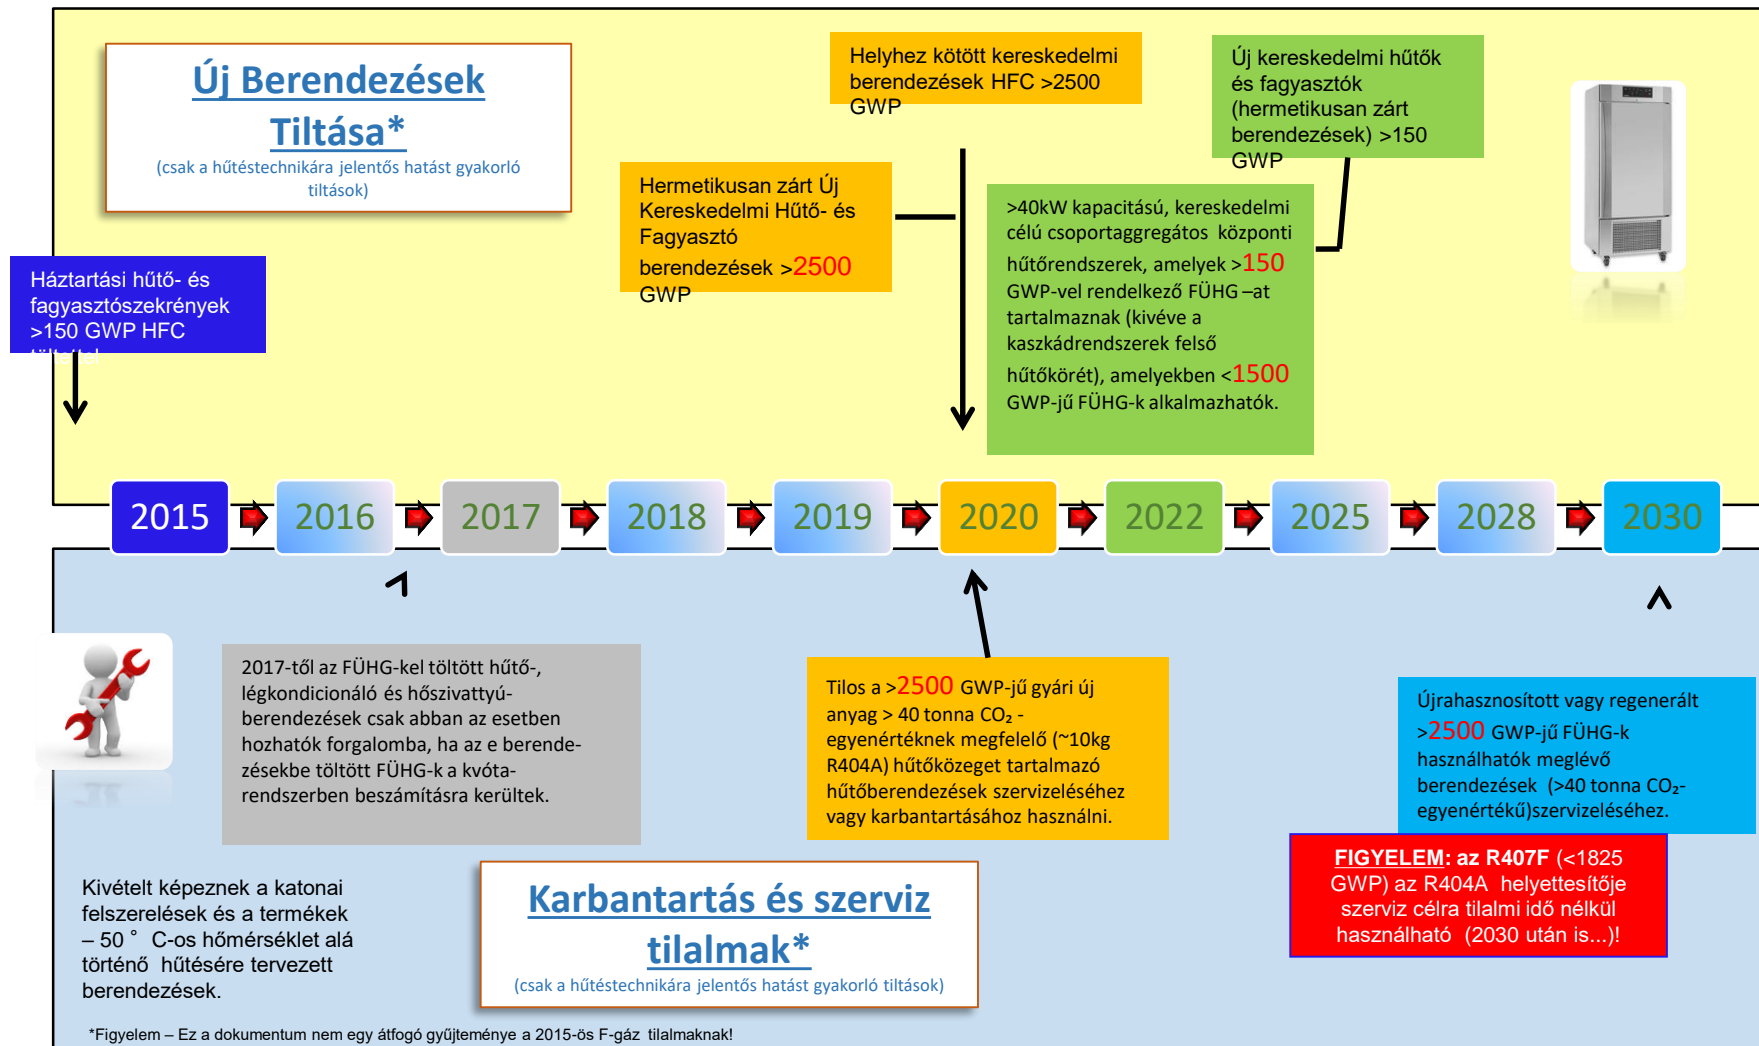 Új Berendezések
Tiltása*
(csak a hűtéstechnikára jelentős hatást gyakorló
tiltások)
Helyhez kötött kereskedelmi
berendezések HFC >2500
GWP
Új kereskedelmi hűtők
és fagyasztók
(hermetikusan zárt
berendezések) >150
GWP
Hermetikusan zárt Új
Kereskedelmi Hűtő- és
Fagyasztó
berendezések >2500
GWP
>40kW kapacitású, kereskedelmi
célú csoportaggregátos központi
hűtőrendszerek, amelyek >150
GWP-vel rendelkező FÜHG –at
tartalmaznak (kivéve a
kaszkádrendszerek felső
hűtőkörét), amelyekben <1500
GWP-jű FÜHG-k alkalmazhatók.
Háztartási hűtő- és
fagyasztószekrények
>150 GWP HFC
töltettel
2015 2016 2017 2018 2019 2020 2022 2025 2028 2030
2017-től az FÜHG-kel töltött hűtő-,
légkondicionáló és hőszivattyú-
berendezések csak abban az esetben
hozhatók forgalomba, ha az e berende-
zésekbe töltött FÜHG-k a kvóta-
rendszerben beszámításra kerültek.
Tilos a >2500 GWP-jű gyári új
anyag > 40 tonna CO₂ -
egyenértéknek megfelelő (~10kg
R404A) hűtőközeget tartalmazó
hűtőberendezések szervizeléséhez
vagy karbantartásához használni.
Újrahasznosított vagy regenerált
>2500 GWP-jű FÜHG-k
használhatók meglévő
berendezések (>40 tonna CO₂-
egyenértékű)szervizeléséhez.
FIGYELEM: az R407F (<1825
GWP) az R404A helyettesítője
szerviz célra tilalmi idő nélkül
használható (2030 után is...)!
Kivételt képeznek a katonai
felszerelések és a termékek
– 50 ° C-os hőmérséklet alá
történő hűtésére tervezett
berendezések.
Karbantartás és szerviz
tilalmak*
(csak a hűtéstechnikára jelentős hatást gyakorló tiltások)
*Figyelem – Ez a dokumentum nem egy átfogó gyűjteménye a 2015-ös F-gáz tilalmaknak!